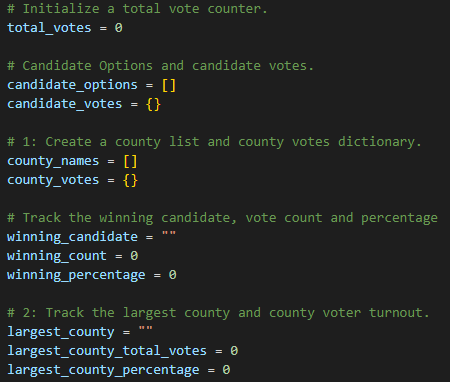 # Initialize a total vote counter.
total_votes = 0
# Candidate Options and candidate votes.
candidate_options = []
candidate_votes = {}
# 1: Create a county list and county votes dictionary.
county_names = []
county_votes = {}
# Track the winning candidate, vote count and percentage
winning_candidate = ""
winning_count = 0
winning_percentage = 0
# 2: Track the largest county and county voter turnout.
largest_county = ""
largest_county_total_votes = 0
largest_county_percentage = 0